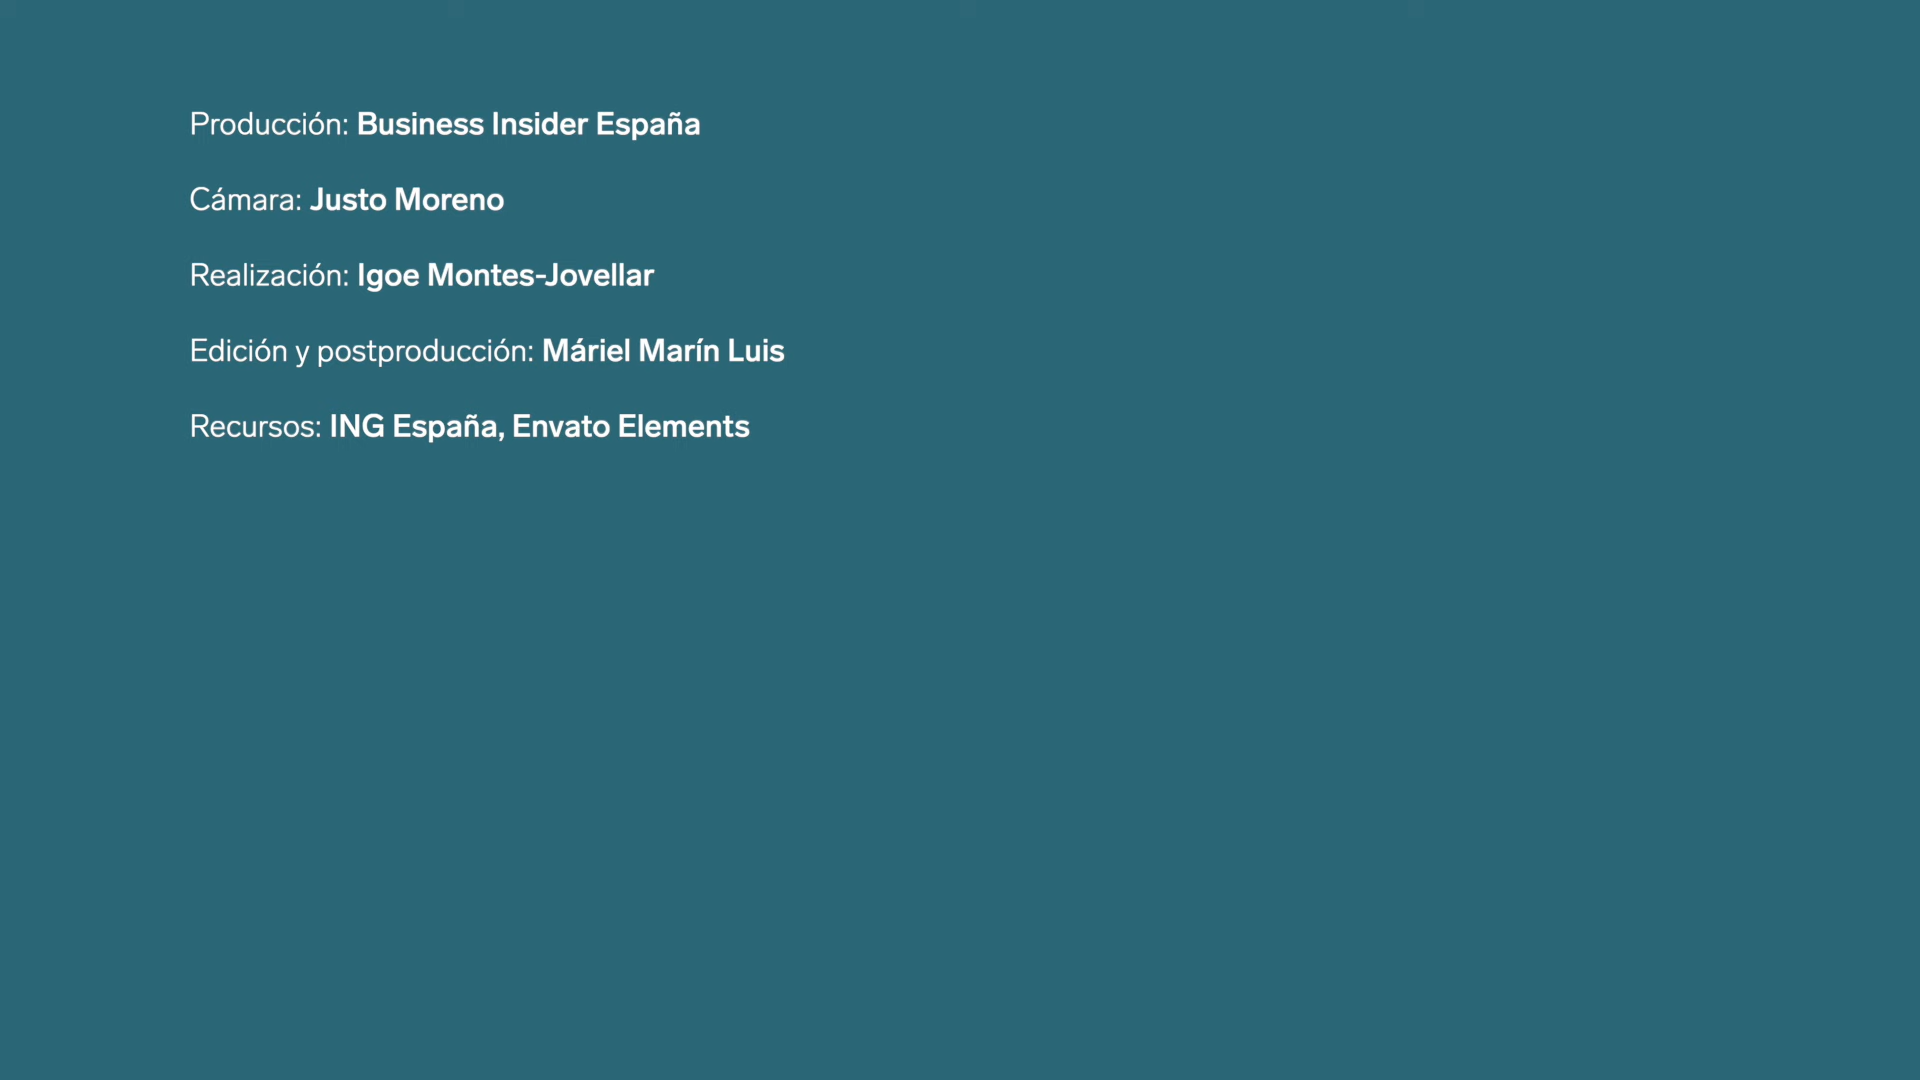 Producción: Business Insider España
Cámara: Justo Moreno
Realización: Igoe Montes-Jovellar
Edición y postproducción: Máriel Marín Luis
Recursos: ING España, Envato Elements